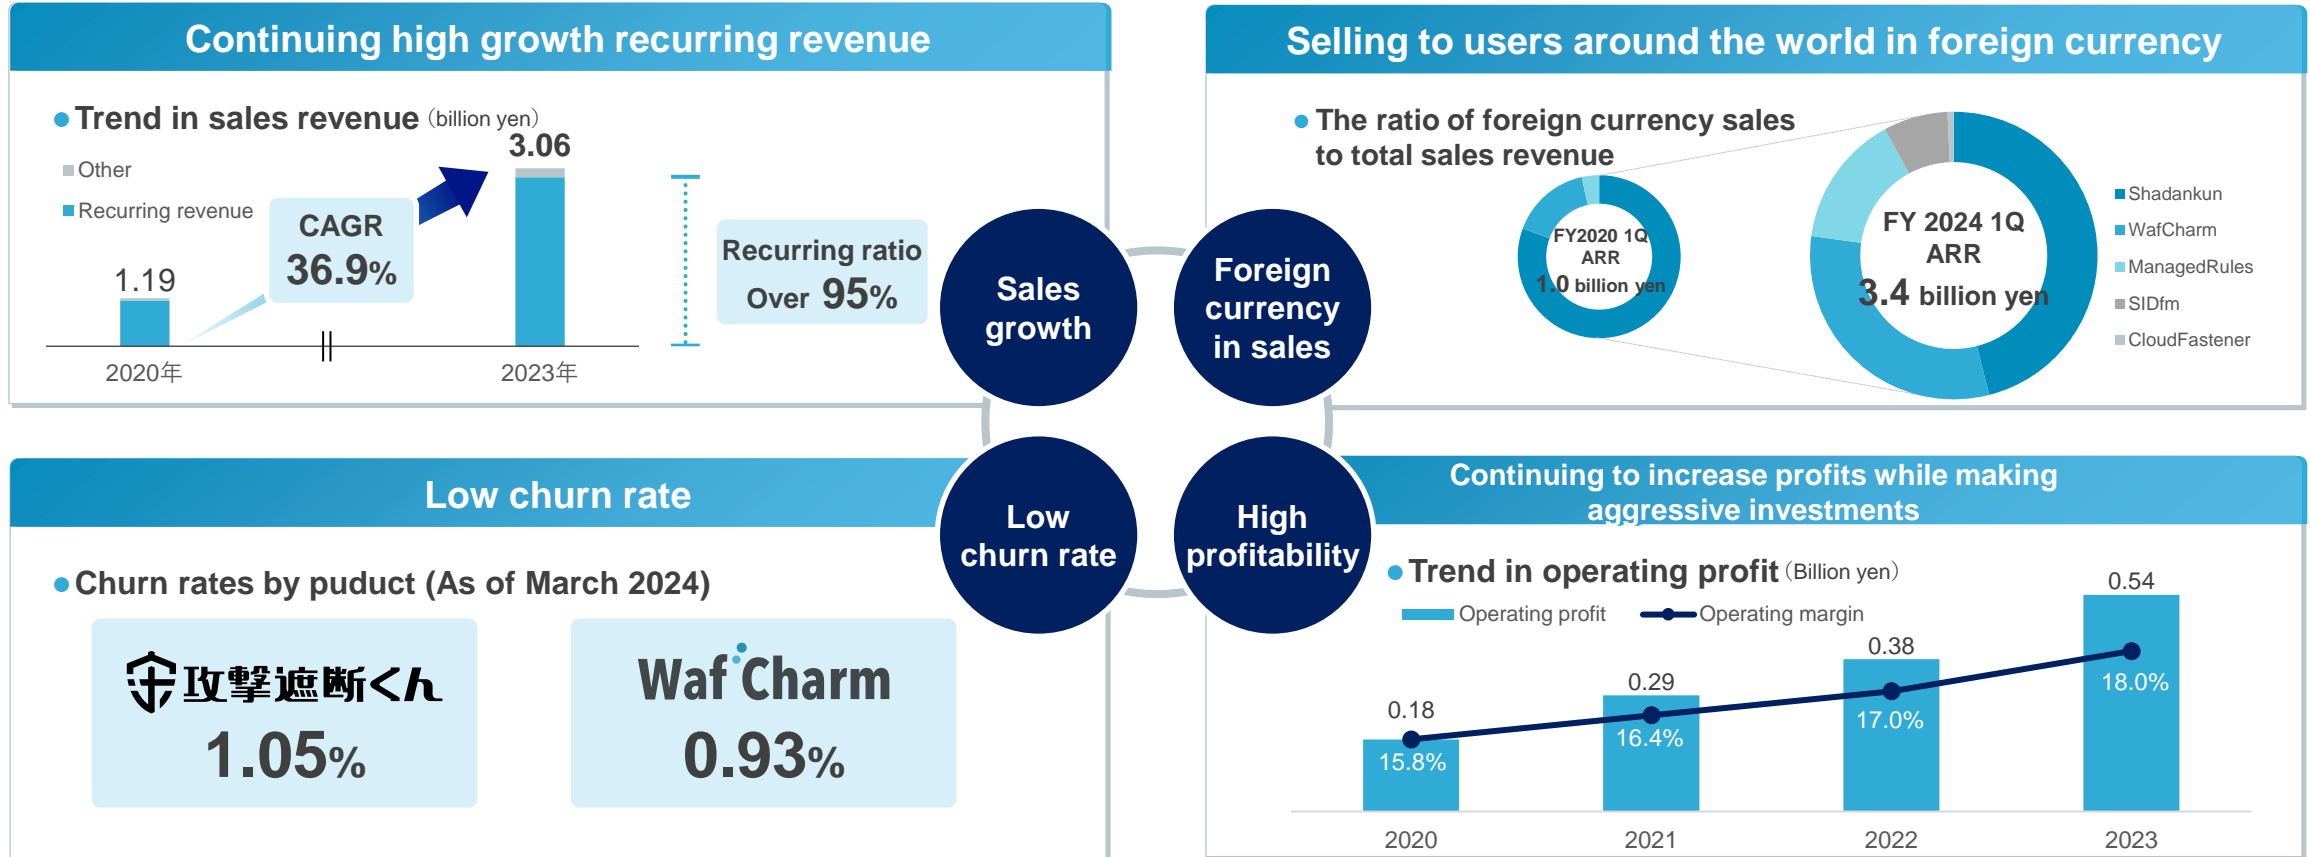 Continuing high growth recurring revenue
Trend in sales revenue（billion yen）
Other
Recurring revenue
CAGR
36.9%
1.19
3.06
2020年
2023年
Recurring ratio
Over 95%
Selling to users around the world in foreign currency
The ratio of foreign currency sales
to total sales revenue
FY2020 1Q
ARR
1.0 billion yen
FY 2024 1Q
ARR
3.4 billion yen
Shadankun
WafCharm
ManagedRules
SIDfm
CloudFastener
Sales
growth
Foreign
currency
in sales
Low
churn rate
High
profitability
Low churn rate
Churn rates by puduct (As of March 2024)
攻撃遮断くん
1.05%
WafCharm
0.93%
Continuing to increase profits while making
aggressive investments
Trend in operating profit（Billion yen）
Operating profit
Operating margin
0.18
0.29
0.38
0.54
15.8%
16.4%
17.0%
18.0%
2020
2021
2022
2023